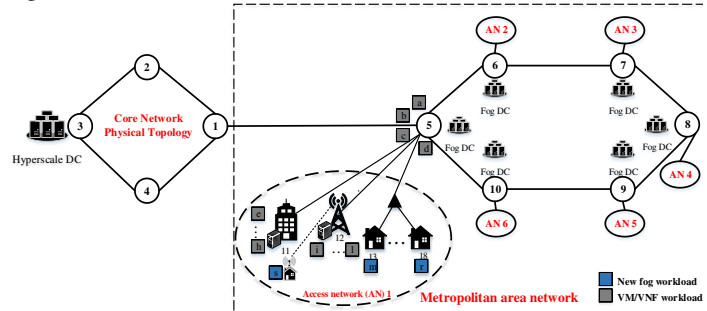 AN 2
AN 3
2
6
7
Core Network
Physical Topology
a
b
c
d
Fog DC
Fog DC
3
1
5
8
Hyperscale DC
Fog DC
Fog DC
Fog DC
Fog DC
4
10
9
AN 4
e
h
11
i
l
12
13
18
AN 6
AN 5
s
m
r
Access network (AN) 1
Metropolitan area network
New fog workload
VM/VNF workload